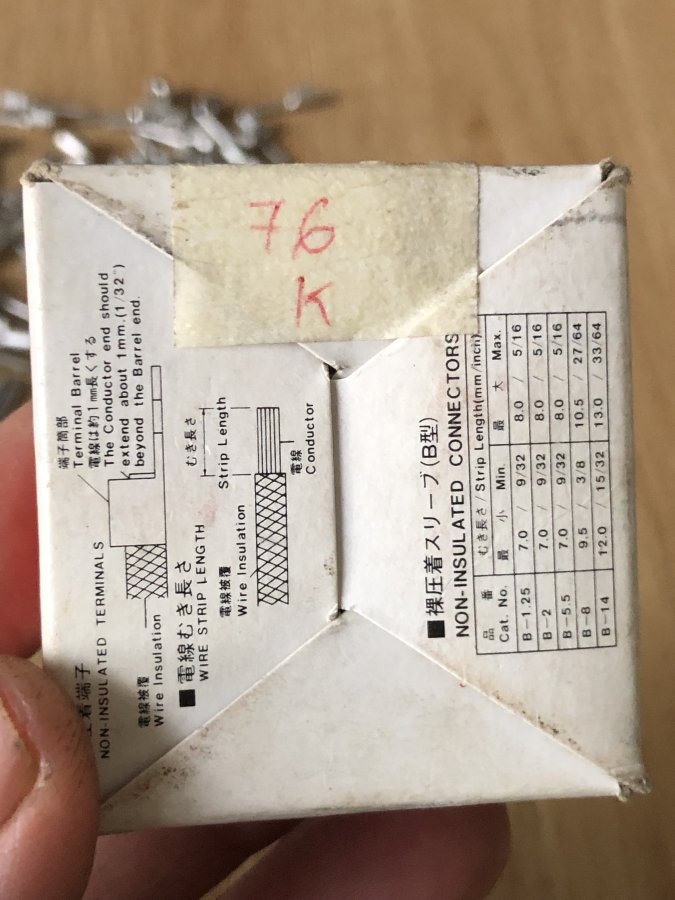 76
K
着端子
NON-INSULATED TERMINALS
端子筒部
Terminal Barrel
電線は約1mm長くする
The Conductor end should
extend about 1mm.(1/32")
beyond the Barrel end.
電線被覆
Wire Insulation
■電線むき長さ
WIRE STRIP LENGTH
むき長さ
Strip Length
電線被覆
Wire Insulation
電線
Conductor
■裸圧着スリーブ(B型)
NON-INSULATED CONNECTORS
品 番 むき長さ/Strip Length(mm/inch)
Cat. No. 最 小 Min. 最 大 Max.
B-1.25 7.0 / 9/32 8.0 / 5/16
B-2 7.0 / 9/32 8.0 / 5/16
B-5.5 7.0 / 9/32 8.0 / 5/16
B-8 9.5 / 3/8 10.5 / 27/64
B-14 12.0 / 15/32 13.0 / 33/64